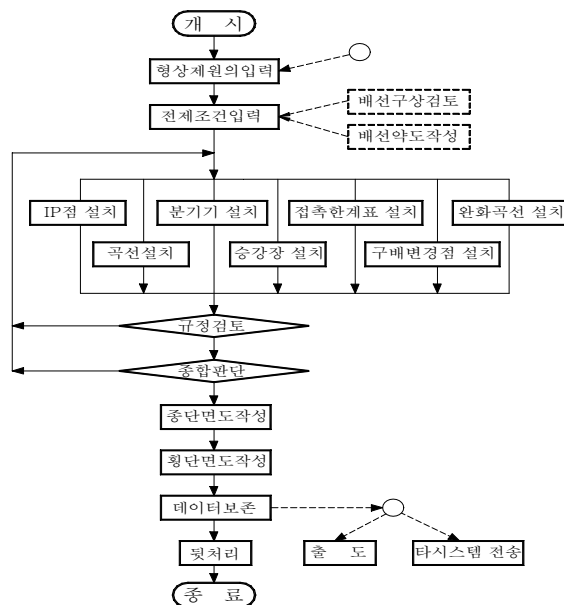 개 시
형상제원의입력
배선구상검토
전제조건입력
배선약도작성
IP점 설치
분기기 설치
접촉한계표 설치
완화곡선 설치
곡선설치
승강장 설치
구배변경점 설치
규정검토
종합판단
종단면도작성
횡단면도작성
데이터보존
뒷처리
출 도
타시스템 전송
종 료